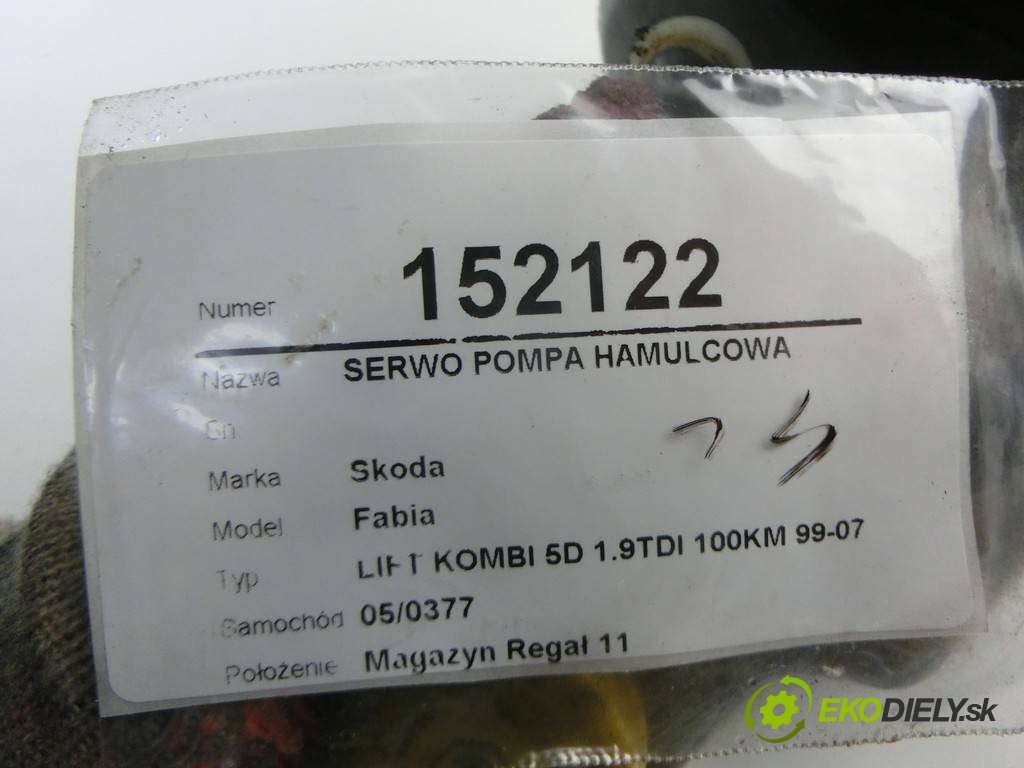 Numer 152122
Nazwa SERWO POMPA HAMULCOWA
Sn
Marka Skoda
Model Fabia
Typ LIFT KOMBI 5D 1.9TDI 100KM 99-07
Samochód 05/0377
Położenie Magazyn Regał 11
EKODIELY.sk